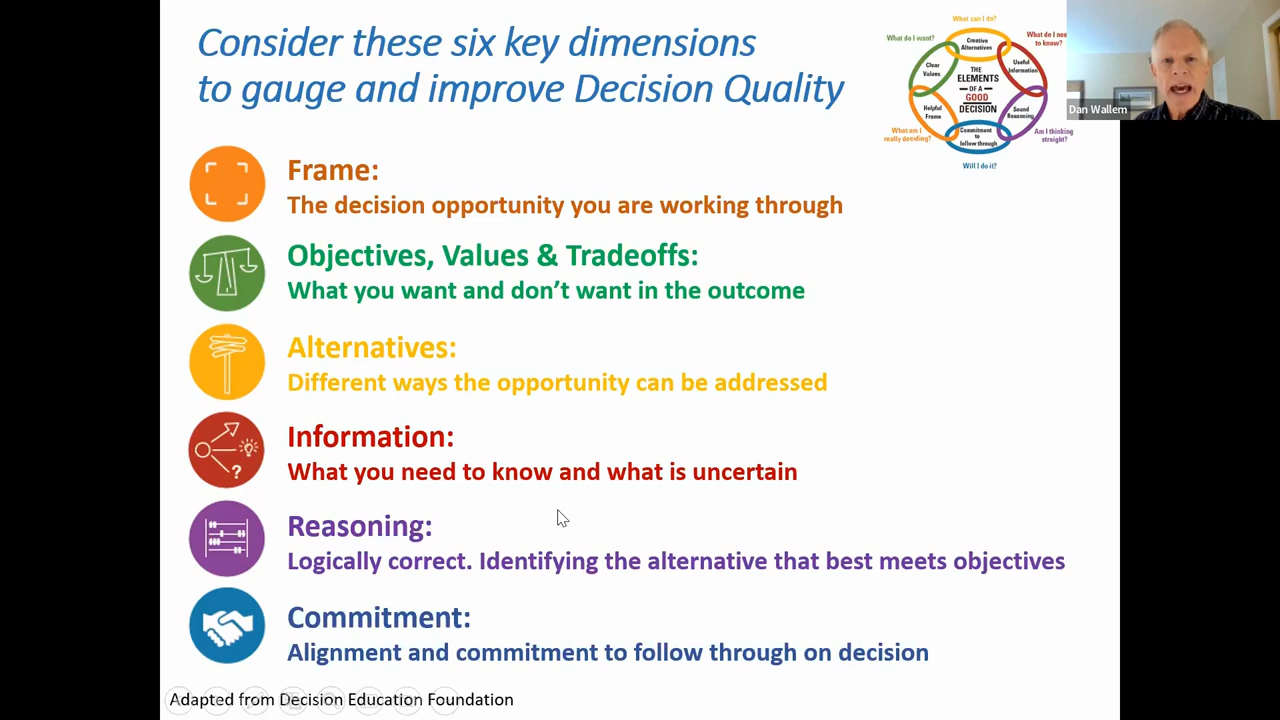 Consider these six key dimensions
to gauge and improve Decision Quality
What can I do?
What do I want?
What do I need
to know?
Creative
Alternatives
Clear
Values
Useful
Information
THE
ELEMENTS
OF A
GOOD
DECISION
Helpful
Frame
Sound
Reasoning
Commitment
to
follow through
What am I
really deciding?
Am I thinking
straight?
Will I do it?
Dan Wallem
Frame:
The decision opportunity you are working through
Objectives, Values & Tradeoffs:
What you want and don't want in the outcome
Alternatives:
Different ways the opportunity can be addressed
Information:
What you need to know and what is uncertain
?
Reasoning:
Logically correct. Identifying the alternative that best meets objectives
Commitment:
Alignment and commitment to follow through on decision
Adapted from Decision Education Foundation